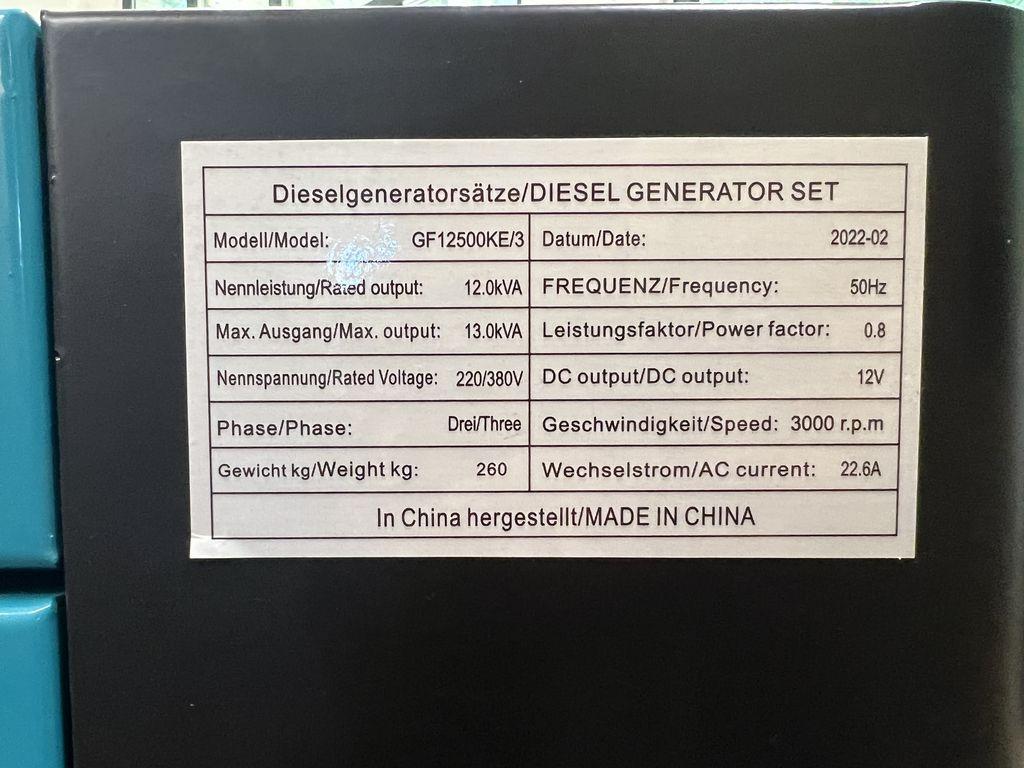 Dieselgeneratorsätze/DIESEL GENERATOR SET
Modell/Model: GF12500KE/3 Datum/Date: 2022-02
Nennleistung/Rated output: 12.0kVA FREQUENZ/Frequency: 50Hz
Max. Ausgang/Max. output: 13.0kVA Leistungsfaktor/Power factor: 0.8
Nennspannung/Rated Voltage: 220/380V DC output/DC output: 12V
Phase/Phase: Drei/Three Geschwindigkeit/Speed: 3000 r.p.m
Gewicht kg/Weight kg: 260 Wechselstrom/AC current: 22.6A
In China hergestellt/MADE IN CHINA